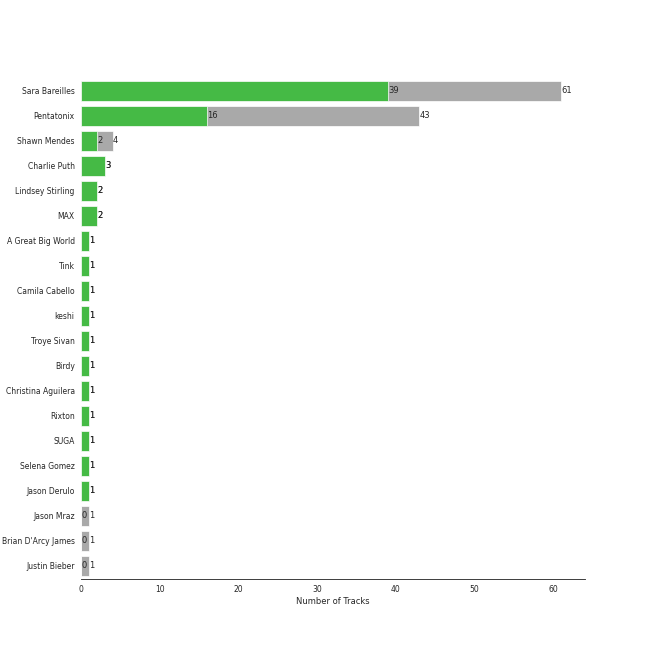 Sara Bareilles 39 61
Pentatonix 16 43
Shawn Mendes 2 4
Charlie Puth 3
Lindsey Stirling 2
MAX 2
A Great Big World 1
Tink 1
Camila Cabello 1
keshi 1
Troye Sivan 1
Birdy 1
Christina Aguilera 1
Rixton 1
SUGA 1
Selena Gomez 1
Jason Derulo 1
Jason Mraz 0 1
Brian D'Arcy James 0 1
Justin Bieber 0 1
0 10 20 30 40 50 60
Number of Tracks